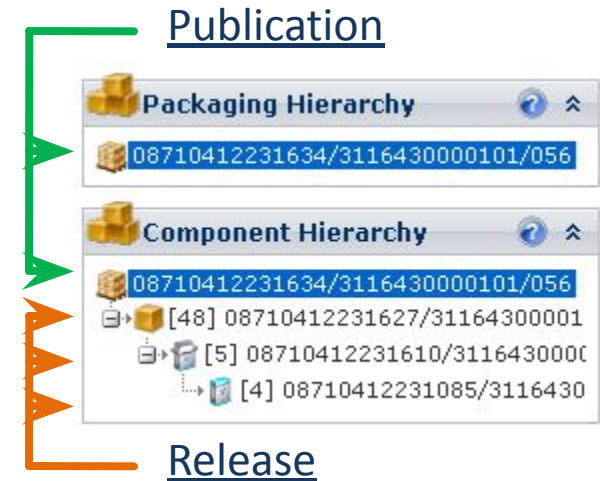 Publication
Packaging Hierarchy
08710412231634/3116430000101/056
Component Hierarchy
08710412231634/3116430000101/056
[48] 08710412231627/31164300001
[5] 08710412231610/3116430000
[4] 08710412231085/3116430
Release